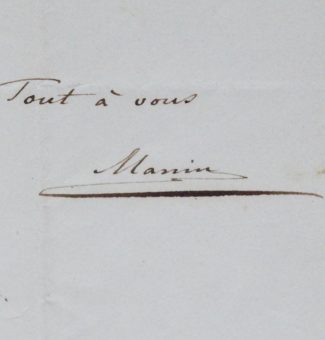 Tout à vous
Manin